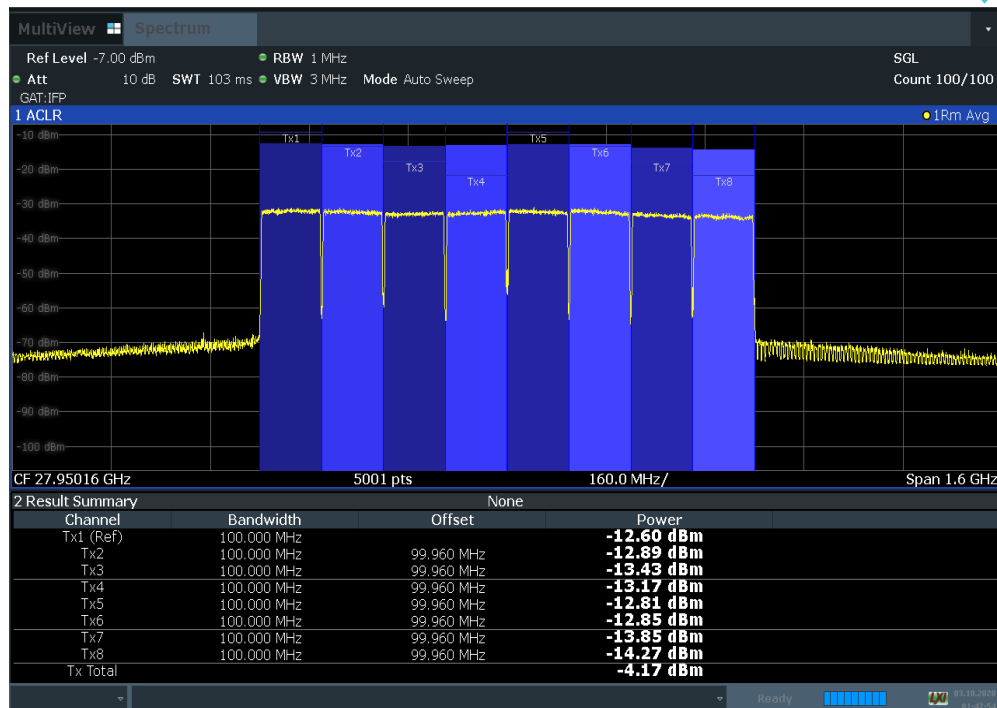 MultiView Spectrum
Ref Level -7.00 dBm RBW 1 MHz SGL
Att 10 dB SWT 103 ms VBW 3 MHz Mode Auto Sweep Count 100/100
GAT:IFP
1 ACLR 1Rm Avg
-10 dBm
Tx1 Tx5
Tx2 Tx6
-20 dBm Tx3 Tx7
Tx4 Tx8
-30 dBm
-40 dBm
-50 dBm
-60 dBm
-70 dBm
-80 dBm
-90 dBm
-100 dBm
CF 27.95016 GHz 5001 pts 160.0 MHz/ Span 1.6 GHz
2 Result Summary None
Channel Bandwidth Offset Power
Tx1 (Ref) 100.000 MHz -12.60 dBm
Tx2 100.000 MHz 99.960 MHz -12.89 dBm
Tx3 100.000 MHz 99.960 MHz -13.43 dBm
Tx4 100.000 MHz 99.960 MHz -13.17 dBm
Tx5 100.000 MHz 99.960 MHz -12.81 dBm
Tx6 100.000 MHz 99.960 MHz -12.85 dBm
Tx7 100.000 MHz 99.960 MHz -13.85 dBm
Tx8 100.000 MHz 99.960 MHz -14.27 dBm
Tx Total -4.17 dBm
Ready 03.10.2020